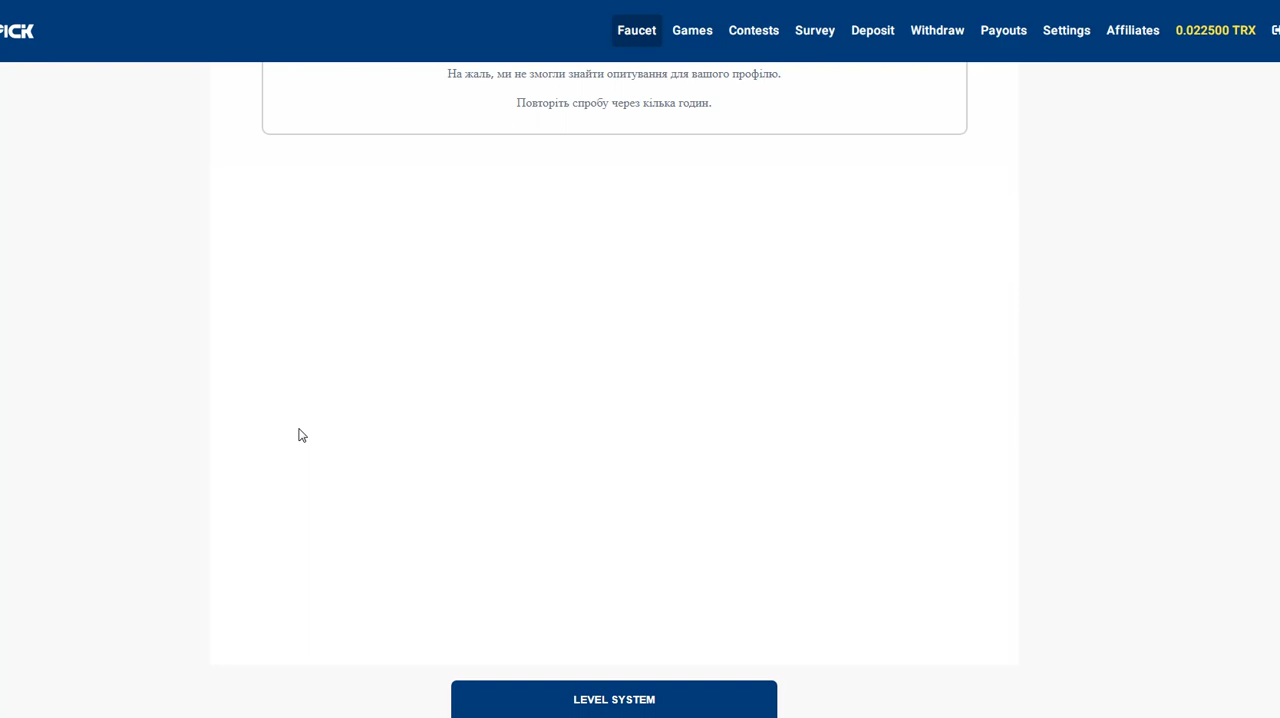 PICK Faucet Games Contests Survey Deposit Withdraw Payouts Settings Affiliates 0.022500 TRX
На жаль, ми не змогли знайти опитування для вашого профілю.
Повторіть спробу через кілька годин.
LEVEL SYSTEM